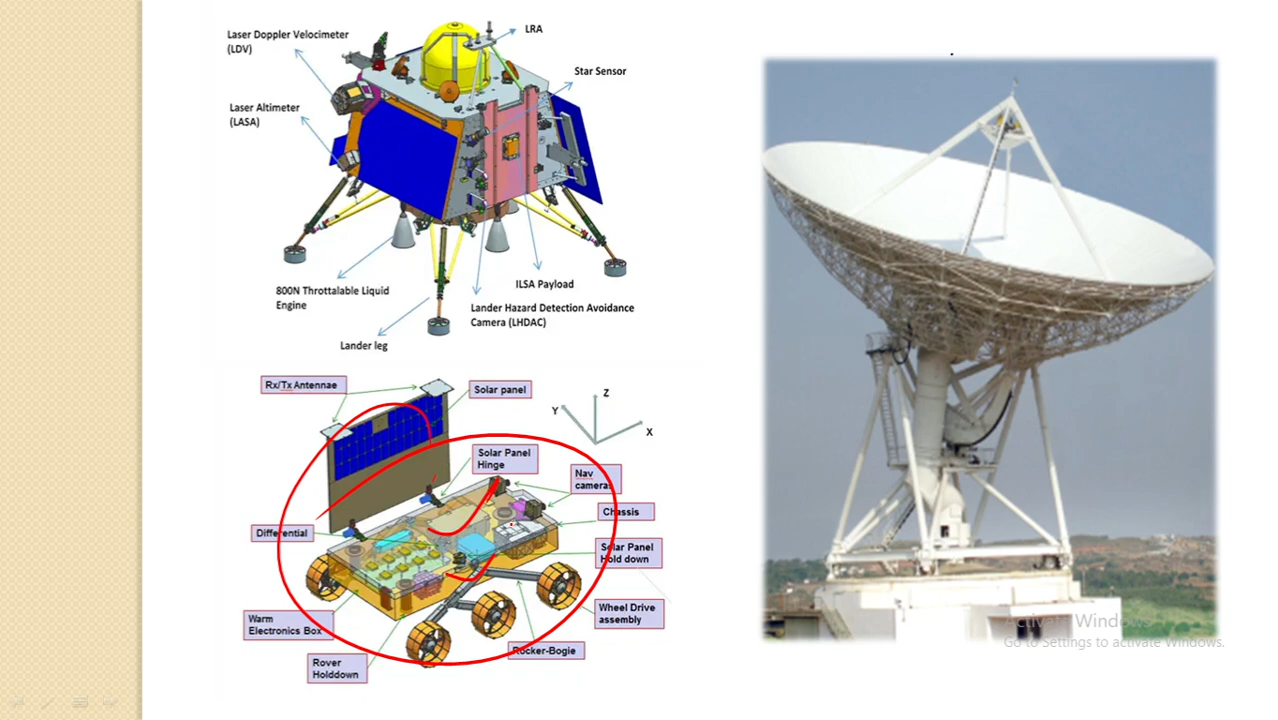 LRA
Laser Doppler Velocimeter
(LDV)
Star Sensor
Laser Altimeter
(LASA)
ILSA Payload
800N Throttalable Liquid
Engine
Lander Hazard Detection Avoidance
Camera (LHDAC)
Lander leg
Rx/Tx Antennae
Solar panel
Z
Y
X
Solar Panel
Hinge
Nav
cameras
Chassis
Differential
Solar Panel
Hold down
Wheel Drive
assembly
Warm
Electronics Box
Rocker-Bogie
Rover
Holddown
Activate Windows
Go to Settings to activate Windows.